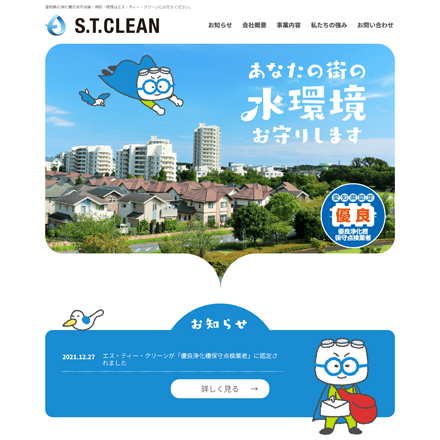 愛知県の浄化槽の保守点検・清掃・修理はエス・ティー・クリーンにお任せください。
S.T.CLEAN
お知らせ 会社概要 事業内容 私たちの強み お問い合わせ
あなたの街の
水環境
お守りします
愛知県認定
優良
優良浄化槽
保守点検業者
お知らせ
2021.12.27 エス・ティー・クリーンが「優良浄化槽保守点検業者」に認定さ
れました
詳しく見る →